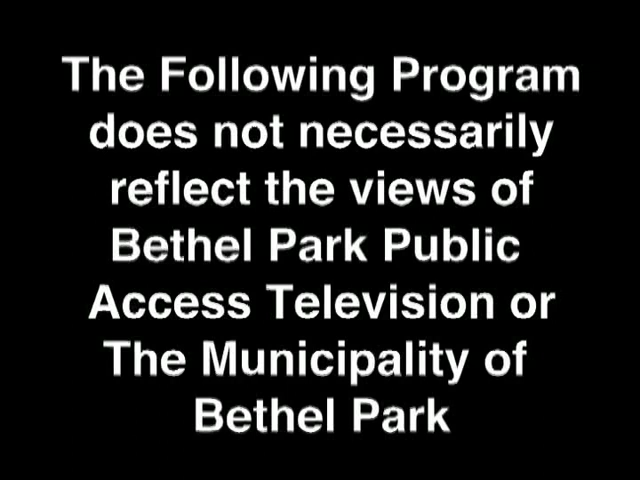 The Following Program
does not necessarily
reflect the views of
Bethel Park Public
Access Television or
The Municipality of
Bethel Park